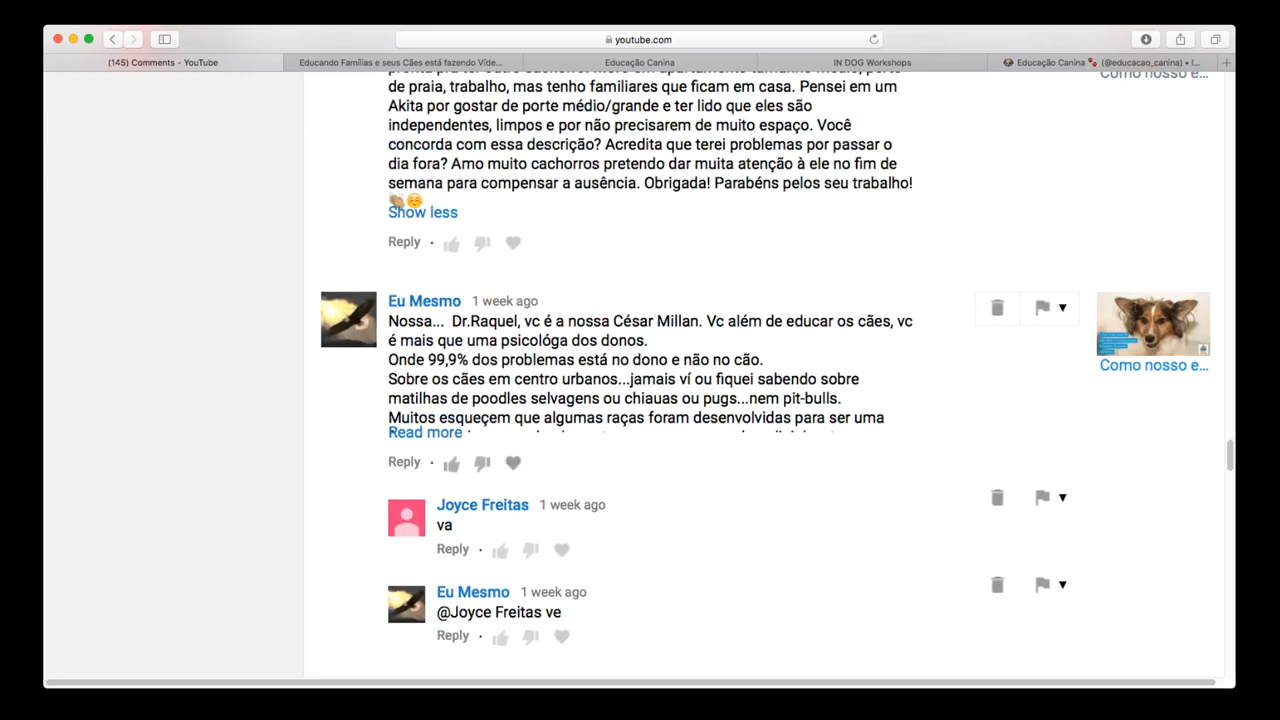 youtube.com
(145) Comments - YouTube
Educando Famílias e seus Cães está fazendo Víde...
Educação Canina
IN DOG Workshops
Educação Canina 🐾 (@educacao_canina) • I...
Como nosso e...
de praia, trabalho, mas tenho familiares que ficam em casa. Pensei em um
Akita por gostar de porte médio/grande e ter lido que eles são
independentes, limpos e por não precisarem de muito espaço. Você
concorda com essa descrição? Acredita que terei problemas por passar o
dia fora? Amo muito cachorros pretendo dar muita atenção à ele no fim de
semana para compensar a ausência. Obrigada! Parabéns pelos seu trabalho!
👏🏼☺️
Show less
Reply ·
Eu Mesmo 1 week ago
Nossa... Dr.Raquel, vc é a nossa César Millan. Vc além de educar os cães, vc
é mais que uma psicológa dos donos.
Onde 99,9% dos problemas está no dono e não no cão.
Sobre os cães em centro urbanos...jamais ví ou fiquei sabendo sobre
matilhas de poodles selvagens ou chiauas ou pugs...nem pit-bulls.
Muitos esqueçem que algumas raças foram desenvolvidas para ser uma
Read more
Como nosso e...
Reply ·
Joyce Freitas 1 week ago
va
Reply ·
Eu Mesmo 1 week ago
@Joyce Freitas ve
Reply ·